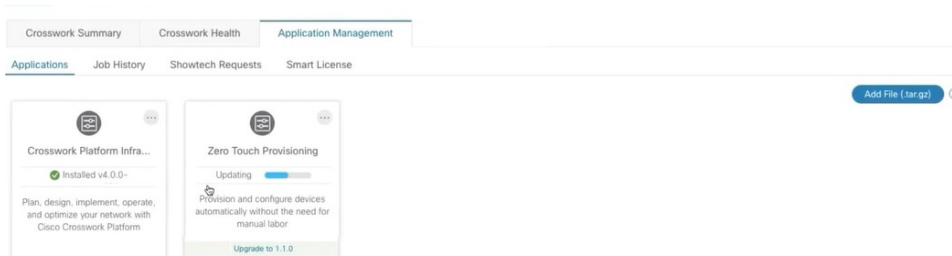 Crosswork Summary
Crosswork Health
Application Management
Applications
Job History
Showtech Requests
Smart License
Add File (.tar.gz)
Crosswork Platform Infra...
Installed v4.0.0-
Plan, design, implement, operate,
and optimize your network with
Cisco Crosswork Platform
Zero Touch Provisioning
Updating
Provision and configure devices
automatically without the need for
manual labor
Upgrade to 1.1.0